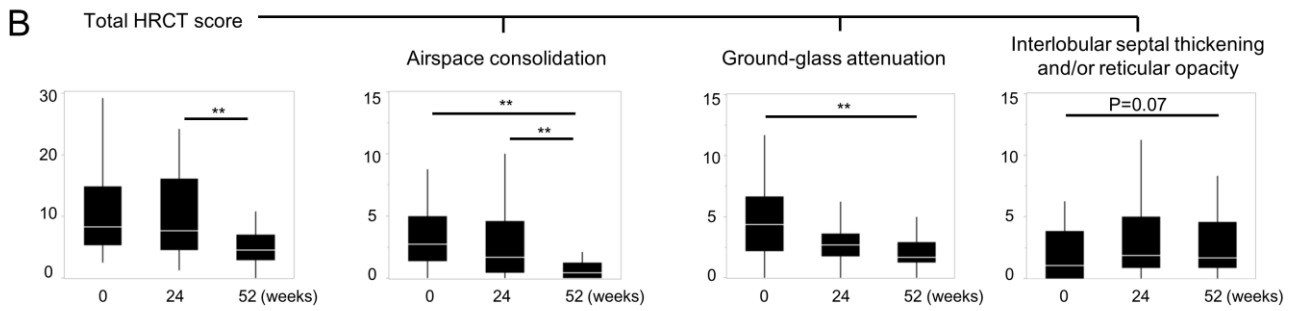 B
Total HRCT score
Airspace consolidation
Ground-glass attenuation
Interlobular septal thickening
and/or reticular opacity
30
20
10
0
**
0 24 52 (weeks)
15
10
5
0
**
**
0 24 52 (weeks)
15
10
5
0
**
0 24 52 (weeks)
15
10
5
0
P=0.07
0 24 52 (weeks)